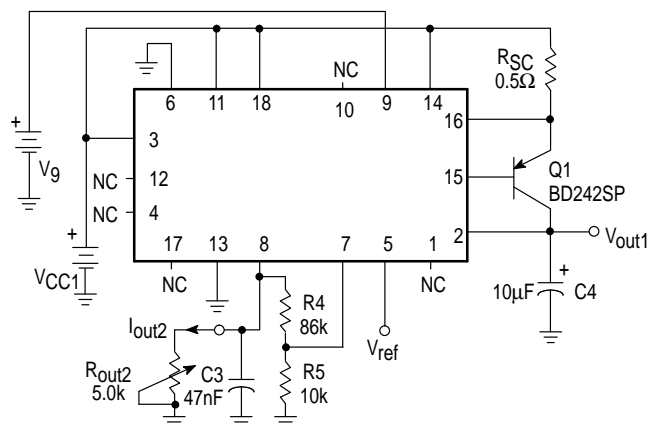 NC
RSC
0.5Ω
6
11
18
10
9
14
16
+
V9
3
NC
12
NC
4
15
Q1
BD242SP
2
Vout1
+
VCC1
17
13
8
7
5
1
NC
NC
+
10µF
C4
Iout2
R4
86k
Vref
Rout2
5.0k
C3
47nF
R5
10k